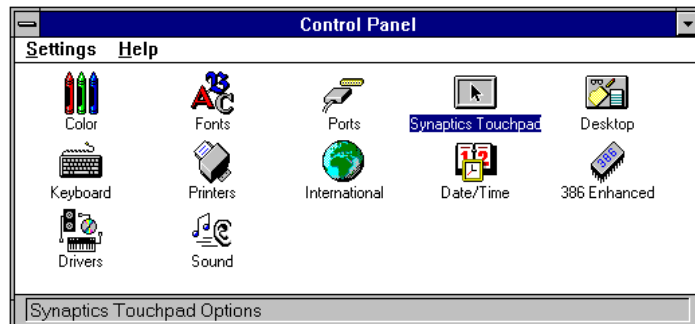 Control Panel
Settings Help
Color Fonts Ports Synaptics Touchpad Desktop
Keyboard Printers International Date/Time 386 Enhanced
Drivers Sound
Synaptics Touchpad Options